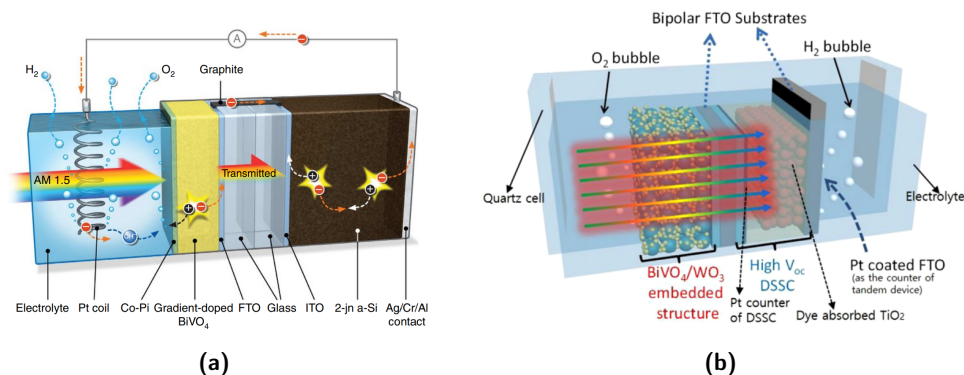 A
H2
O2
Graphite
AM 1.5
Transmitted
OH-
Electrolyte
Pt coil
Co-Pi
Gradient-doped
BiVO4
FTO
Glass
ITO
2-jn a-Si
Ag/Cr/Al
contact
(a)
(b)
Bipolar FTO Substrates
O2 bubble
H2 bubble
Quartz cell
Electrolyte
BiVO4/WO3
embedded
structure
High Voc
DSSC
Pt counter
of DSSC
Dye absorbed TiO2
Pt coated FTO
(as the counter of
tandem device)